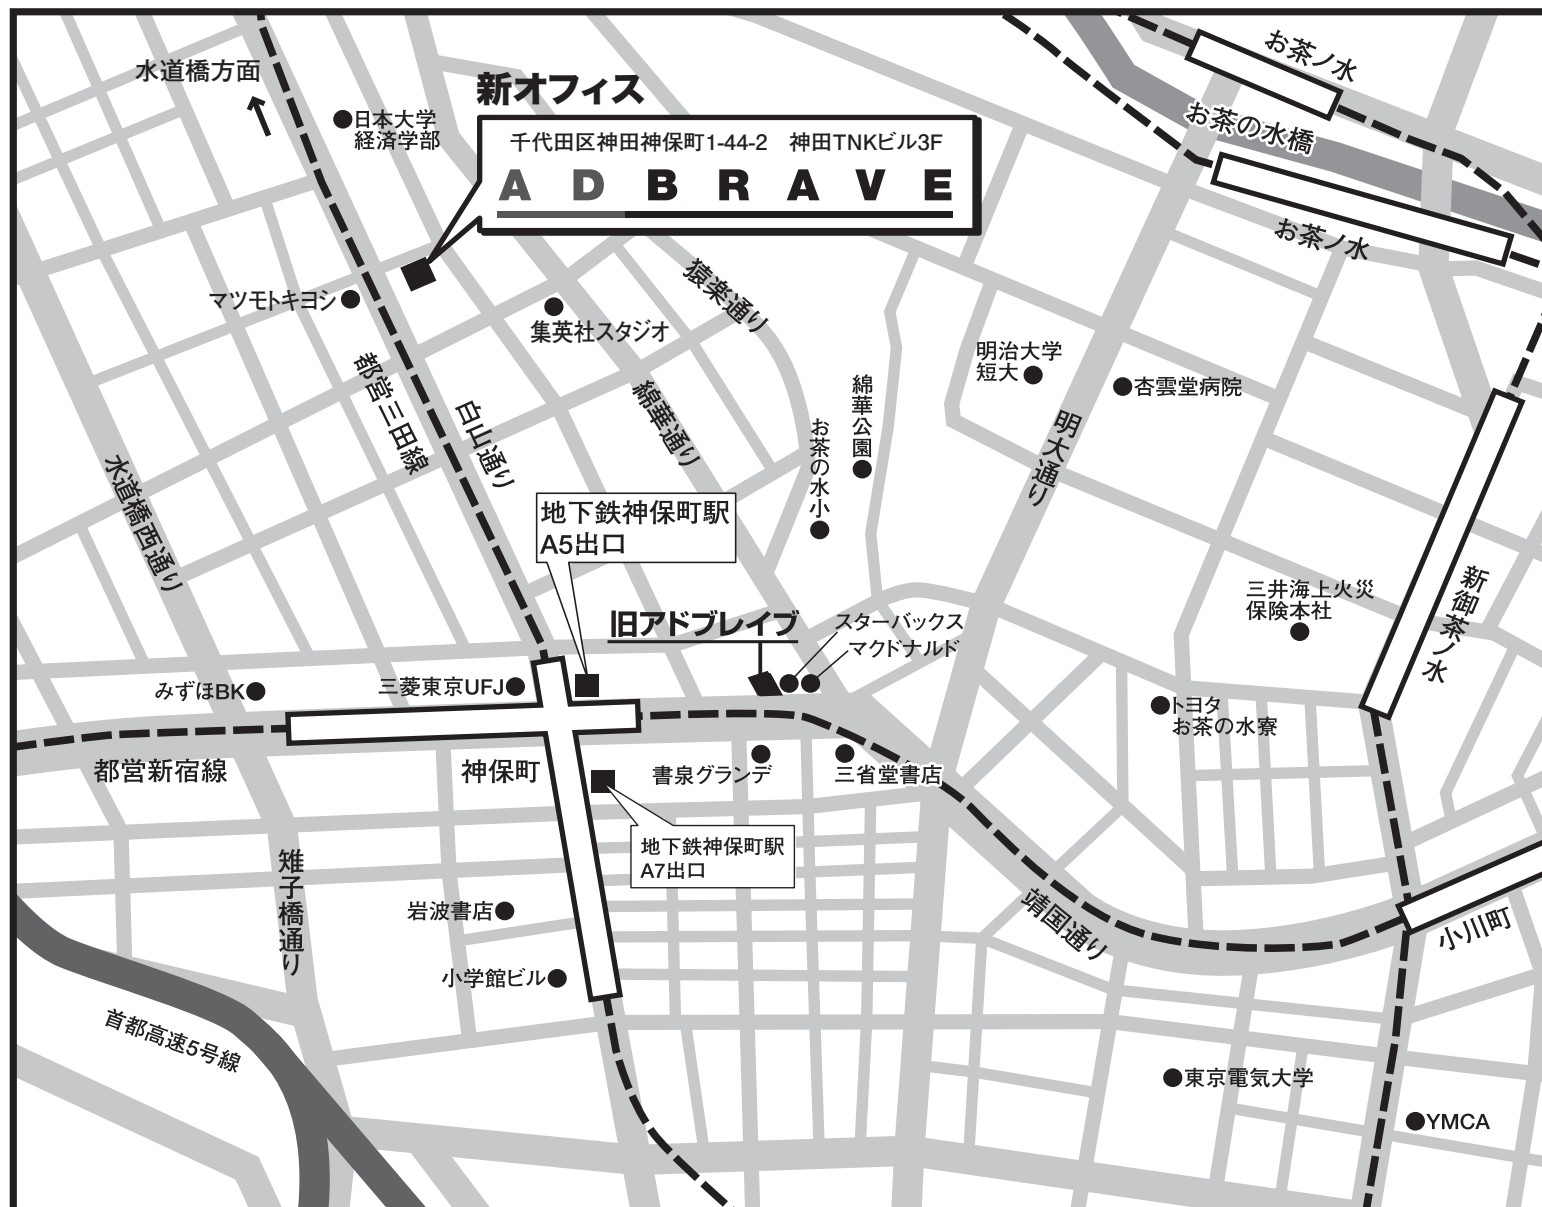 水道橋方面
日本大学
経済学部
新オフィス
千代田区神田神保町1-44-2　神田TNKビル3F
AD BRAVE
お茶ノ水
お茶の水橋
お茶ノ水
マツモトキヨシ
集英社スタジオ
猿楽通り
都営三田線
白山通り
錦華通り
錦華公園
お茶の水小
明治大学
短大
杏雲堂病院
明大通り
水道橋西通り
地下鉄神保町駅
A5出口
旧アドブレイブ
スターバックス
マクドナルド
三井海上火災
保険本社
新御茶ノ水
みずほBK
三菱東京UFJ
トヨタ
お茶の水寮
都営新宿線
神保町
書泉グランデ
三省堂書店
地下鉄神保町駅
A7出口
雉子橋通り
岩波書店
小学館ビル
靖国通り
小川町
首都高速5号線
東京電気大学
YMCA